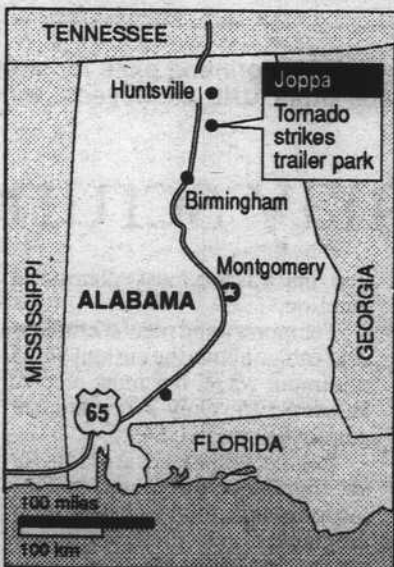 TENNESSEE
Huntsville
Joppa
Tornado
strikes
trailer park
Birmingham
Montgomery
ALABAMA
MISSISSIPPI
GEORGIA
65
FLORIDA
100 miles
100 km